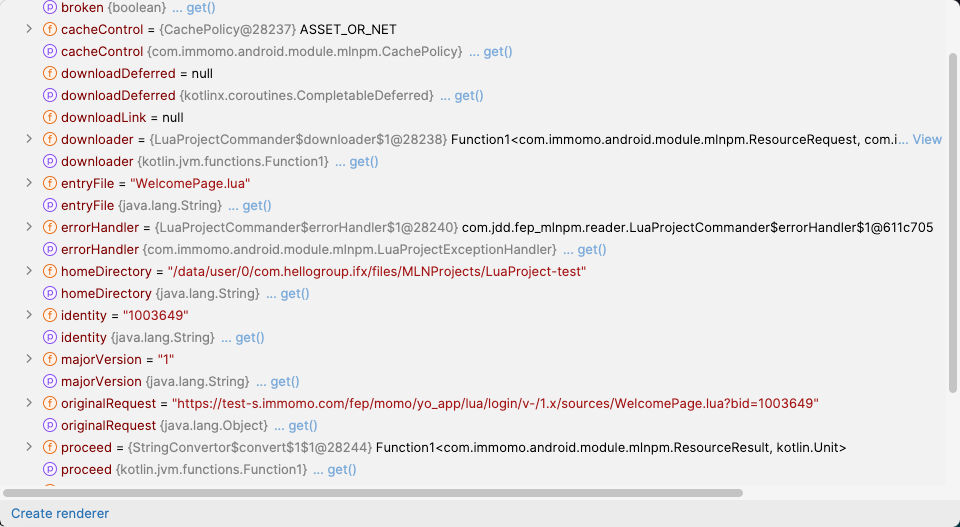 p broken {boolean} ... get()
f cacheControl = {CachePolicy@28237} ASSET_OR_NET
p cacheControl {com.immomo.android.module.mlnpm.CachePolicy} ... get()
f downloadDeferred = null
p downloadDeferred {kotlinx.coroutines.CompletableDeferred} ... get()
f downloadLink = null
f downloader = {LuaProjectCommander$downloader$1@28238} Function1<com.immomo.android.module.mlnpm.ResourceRequest, com.i... View
p downloader {kotlin.jvm.functions.Function1} ... get()
f entryFile = "WelcomePage.lua"
p entryFile {java.lang.String} ... get()
f errorHandler = {LuaProjectCommander$errorHandler$1@28240} com.jdd.fep_mlnpm.reader.LuaProjectCommander$errorHandler$1@611c705
p errorHandler {com.immomo.android.module.mlnpm.LuaProjectExceptionHandler} ... get()
f homeDirectory = "/data/user/0/com.hellogroup.ifx/files/MLNProjects/LuaProject-test"
p homeDirectory {java.lang.String} ... get()
f identity = "1003649"
p identity {java.lang.String} ... get()
f majorVersion = "1"
p majorVersion {java.lang.String} ... get()
f originalRequest = "https://test-s.immomo.com/fep/momo/yo_app/lua/login/v-/1.x/sources/WelcomePage.lua?bid=1003649"
p originalRequest {java.lang.Object} ... get()
f proceed = {StringConvertor$convert$1$1@28244} Function1<com.immomo.android.module.mlnpm.ResourceResult, kotlin.Unit>
p proceed {kotlin.jvm.functions.Function1} ... get()
Create renderer